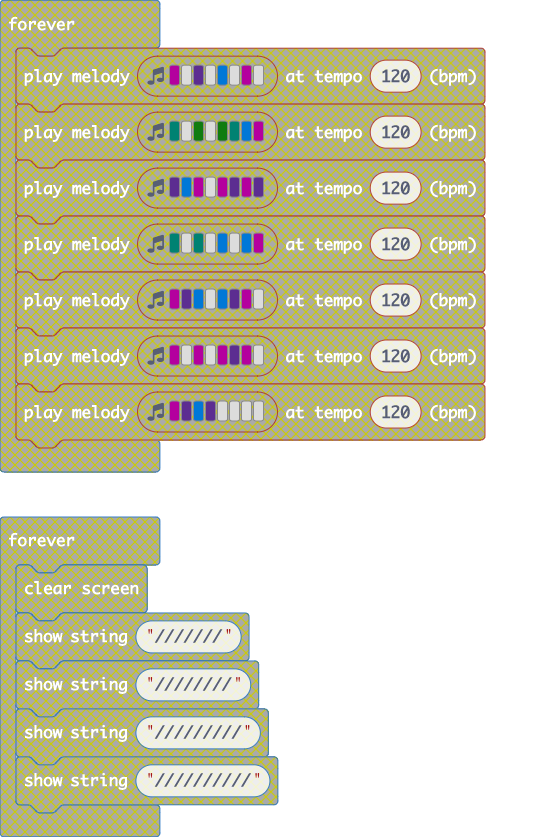 forever
play melody at tempo 120 (bpm)
play melody at tempo 120 (bpm)
play melody at tempo 120 (bpm)
play melody at tempo 120 (bpm)
play melody at tempo 120 (bpm)
play melody at tempo 120 (bpm)
play melody at tempo 120 (bpm)
forever
clear screen
show string "///////"
show string "////////"
show string "/////////"
show string "//////////"